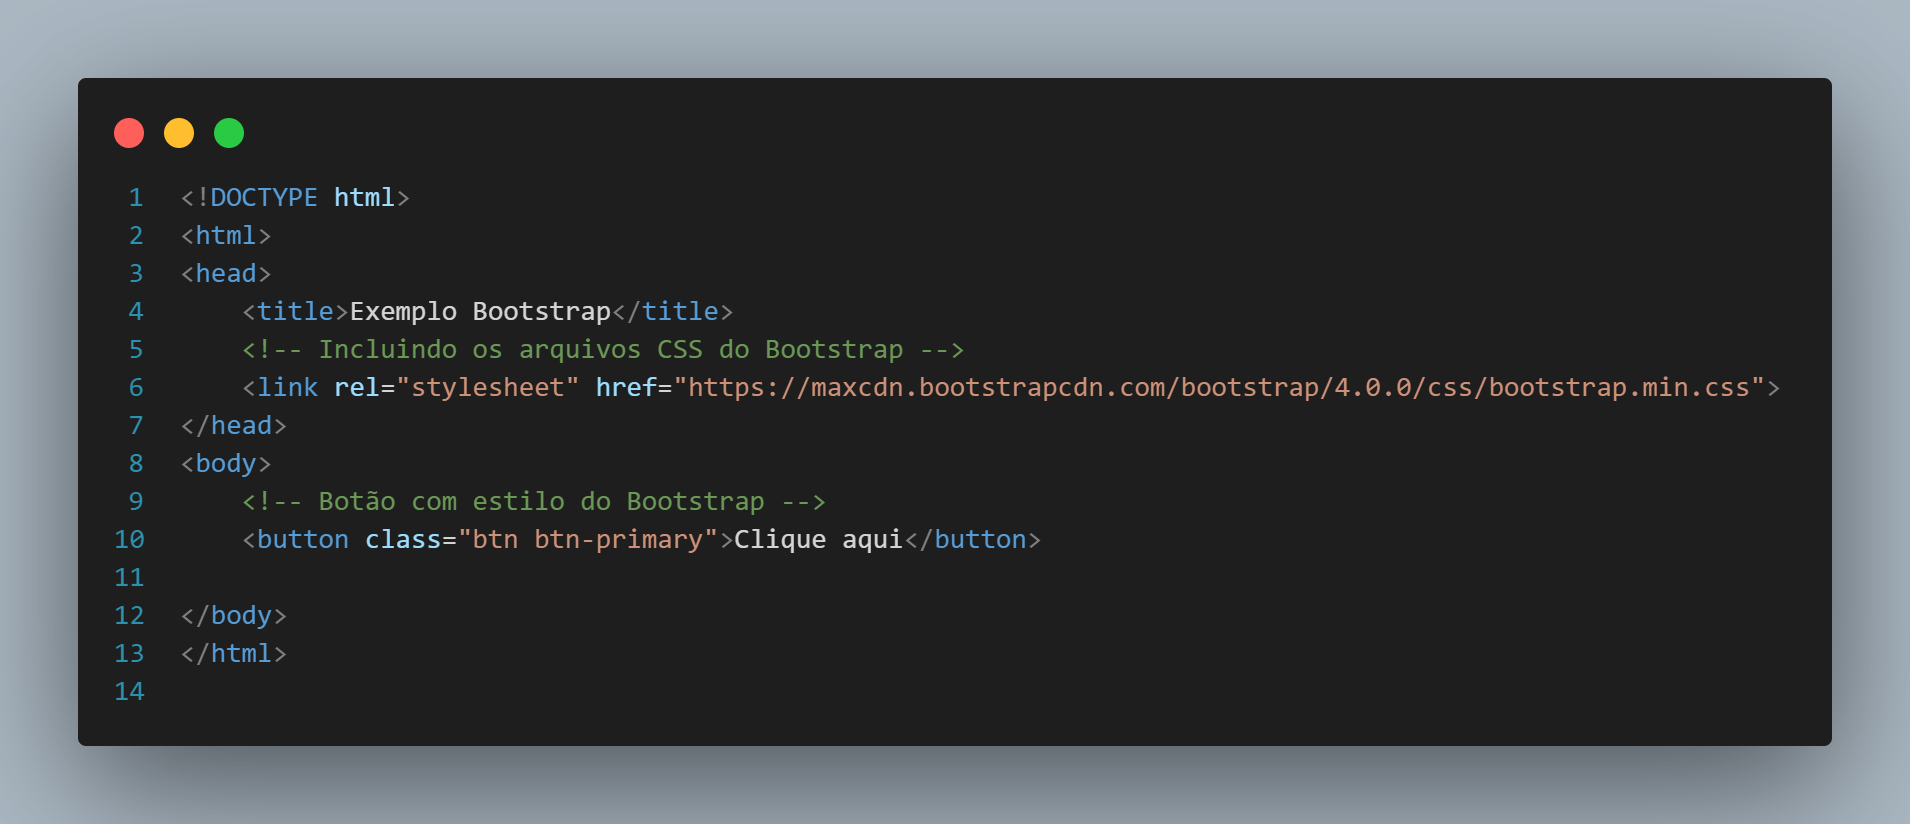 1 <!DOCTYPE html>
2 <html>
3 <head>
4     <title>Exemplo Bootstrap</title>
5     <!-- Incluindo os arquivos CSS do Bootstrap -->
6     <link rel="stylesheet" href="https://maxcdn.bootstrapcdn.com/bootstrap/4.0.0/css/bootstrap.min.css">
7 </head>
8 <body>
9     <!-- Botão com estilo do Bootstrap -->
10     <button class="btn btn-primary">Clique aqui</button>
11
12 </body>
13 </html>
14